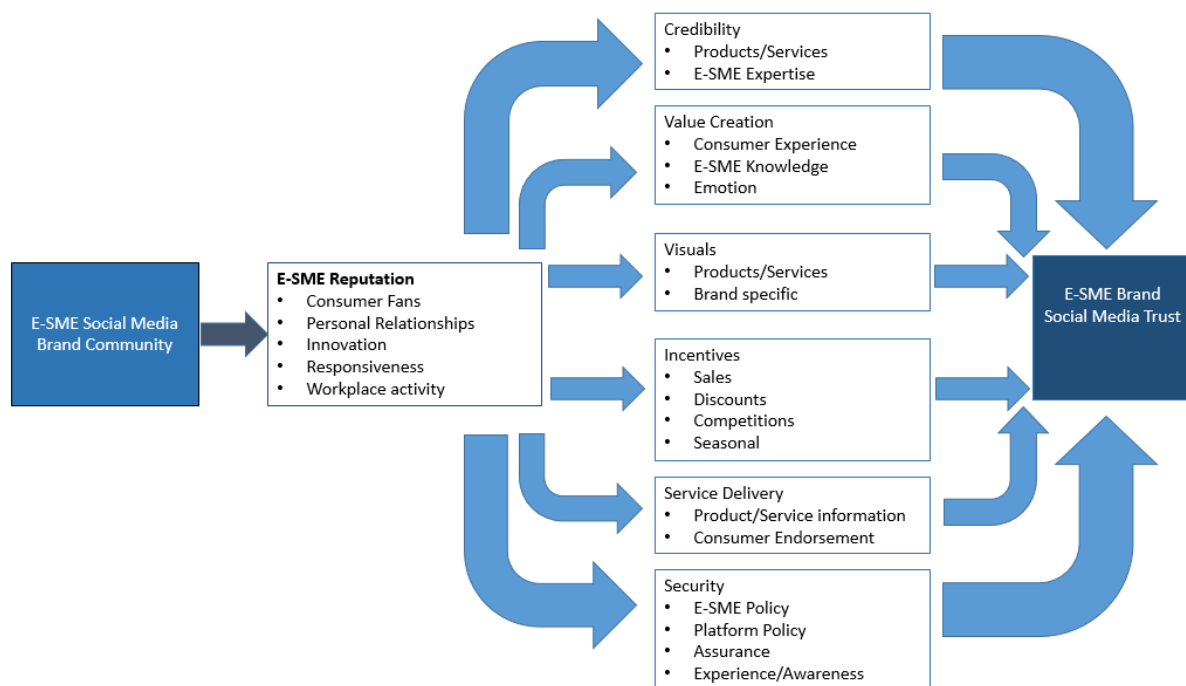 E-SME Social Media
Brand Community
E-SME Reputation
• Consumer Fans
• Personal Relationships
• Innovation
• Responsiveness
• Workplace activity
Credibility
• Products/Services
• E-SME Expertise
Value Creation
• Consumer Experience
• E-SME Knowledge
• Emotion
Visuals
• Products/Services
• Brand specific
Incentives
• Sales
• Discounts
• Competitions
• Seasonal
Service Delivery
• Product/Service information
• Consumer Endorsement
Security
• E-SME Policy
• Platform Policy
• Assurance
• Experience/Awareness
E-SME Brand
Social Media Trust